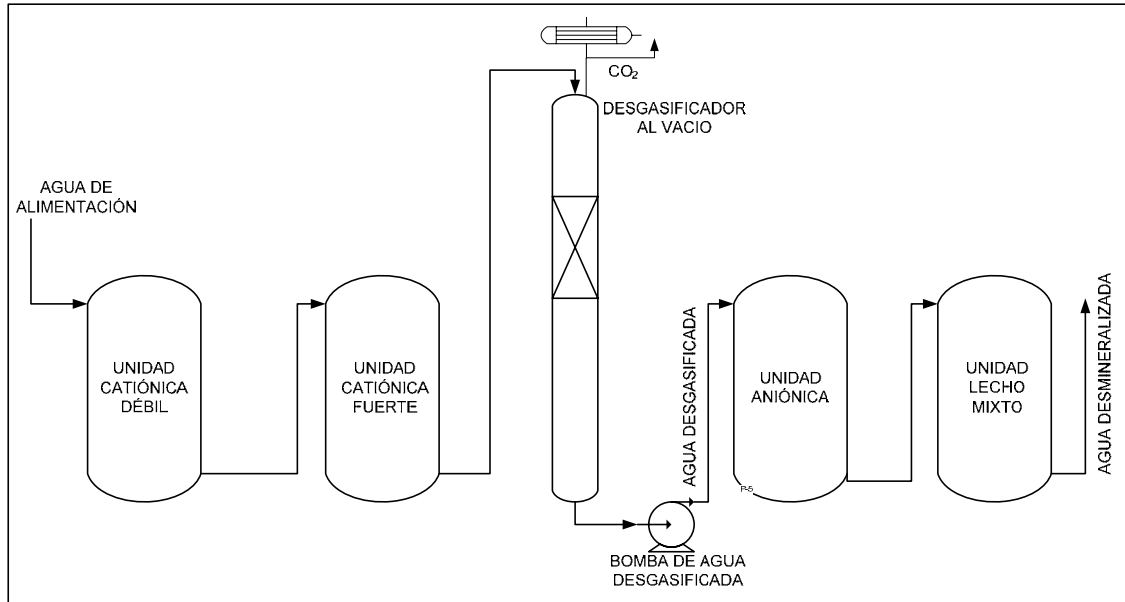 CO2
DESGASIFICADOR
AL VACIO
AGUA DE
ALIMENTACIÓN
UNIDAD
CATIÓNICA
DÉBIL
UNIDAD
CATIÓNICA
FUERTE
AGUA DESGASIFICADA
UNIDAD
ANIÓNICA
P-5
UNIDAD
LECHO
MIXTO
AGUA DESMINERALIZADA
BOMBA DE AGUA
DESGASIFICADA